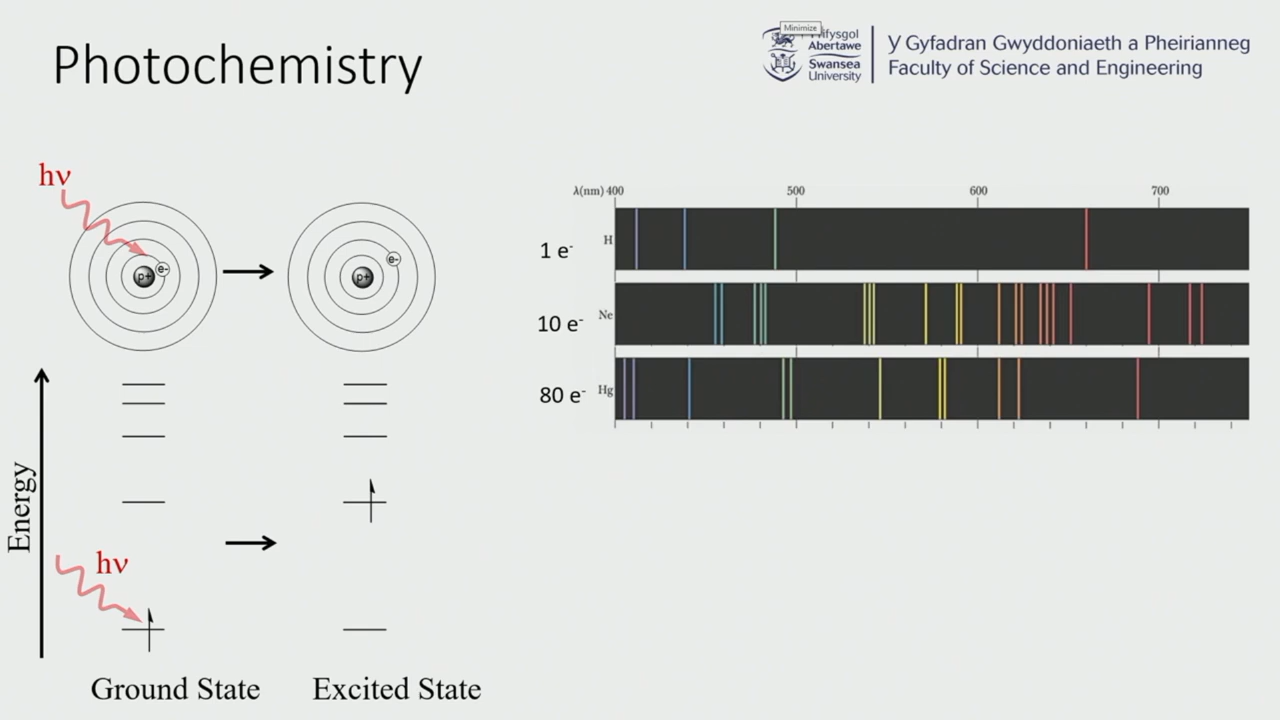 Photochemistry
Minimize
Prifysgol
Abertawe
Swansea
University
Y Gyfadran Gwyddoniaeth a Pheirianneg
Faculty of Science and Engineering
hν
p+
e-
p+
e-
Energy
hν
Ground State
Excited State
λ(nm) 400
500
600
700
1 e-
H
10 e-
Ne
80 e-
Hg